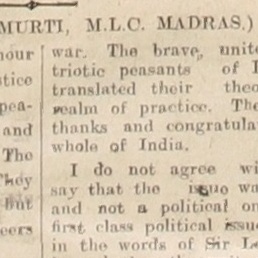 MURTI, M.L.C. MADRAS.)
our
tice
pea-
and
The
They
but
eers
war. The brave, unite
triotic peasants of I
translated their theo
realm of practice. The
thanks and congratula
whole of India.
I do not agree wi
say that the issue wa
and not a political on
first class political issue
in the words of Sir Le